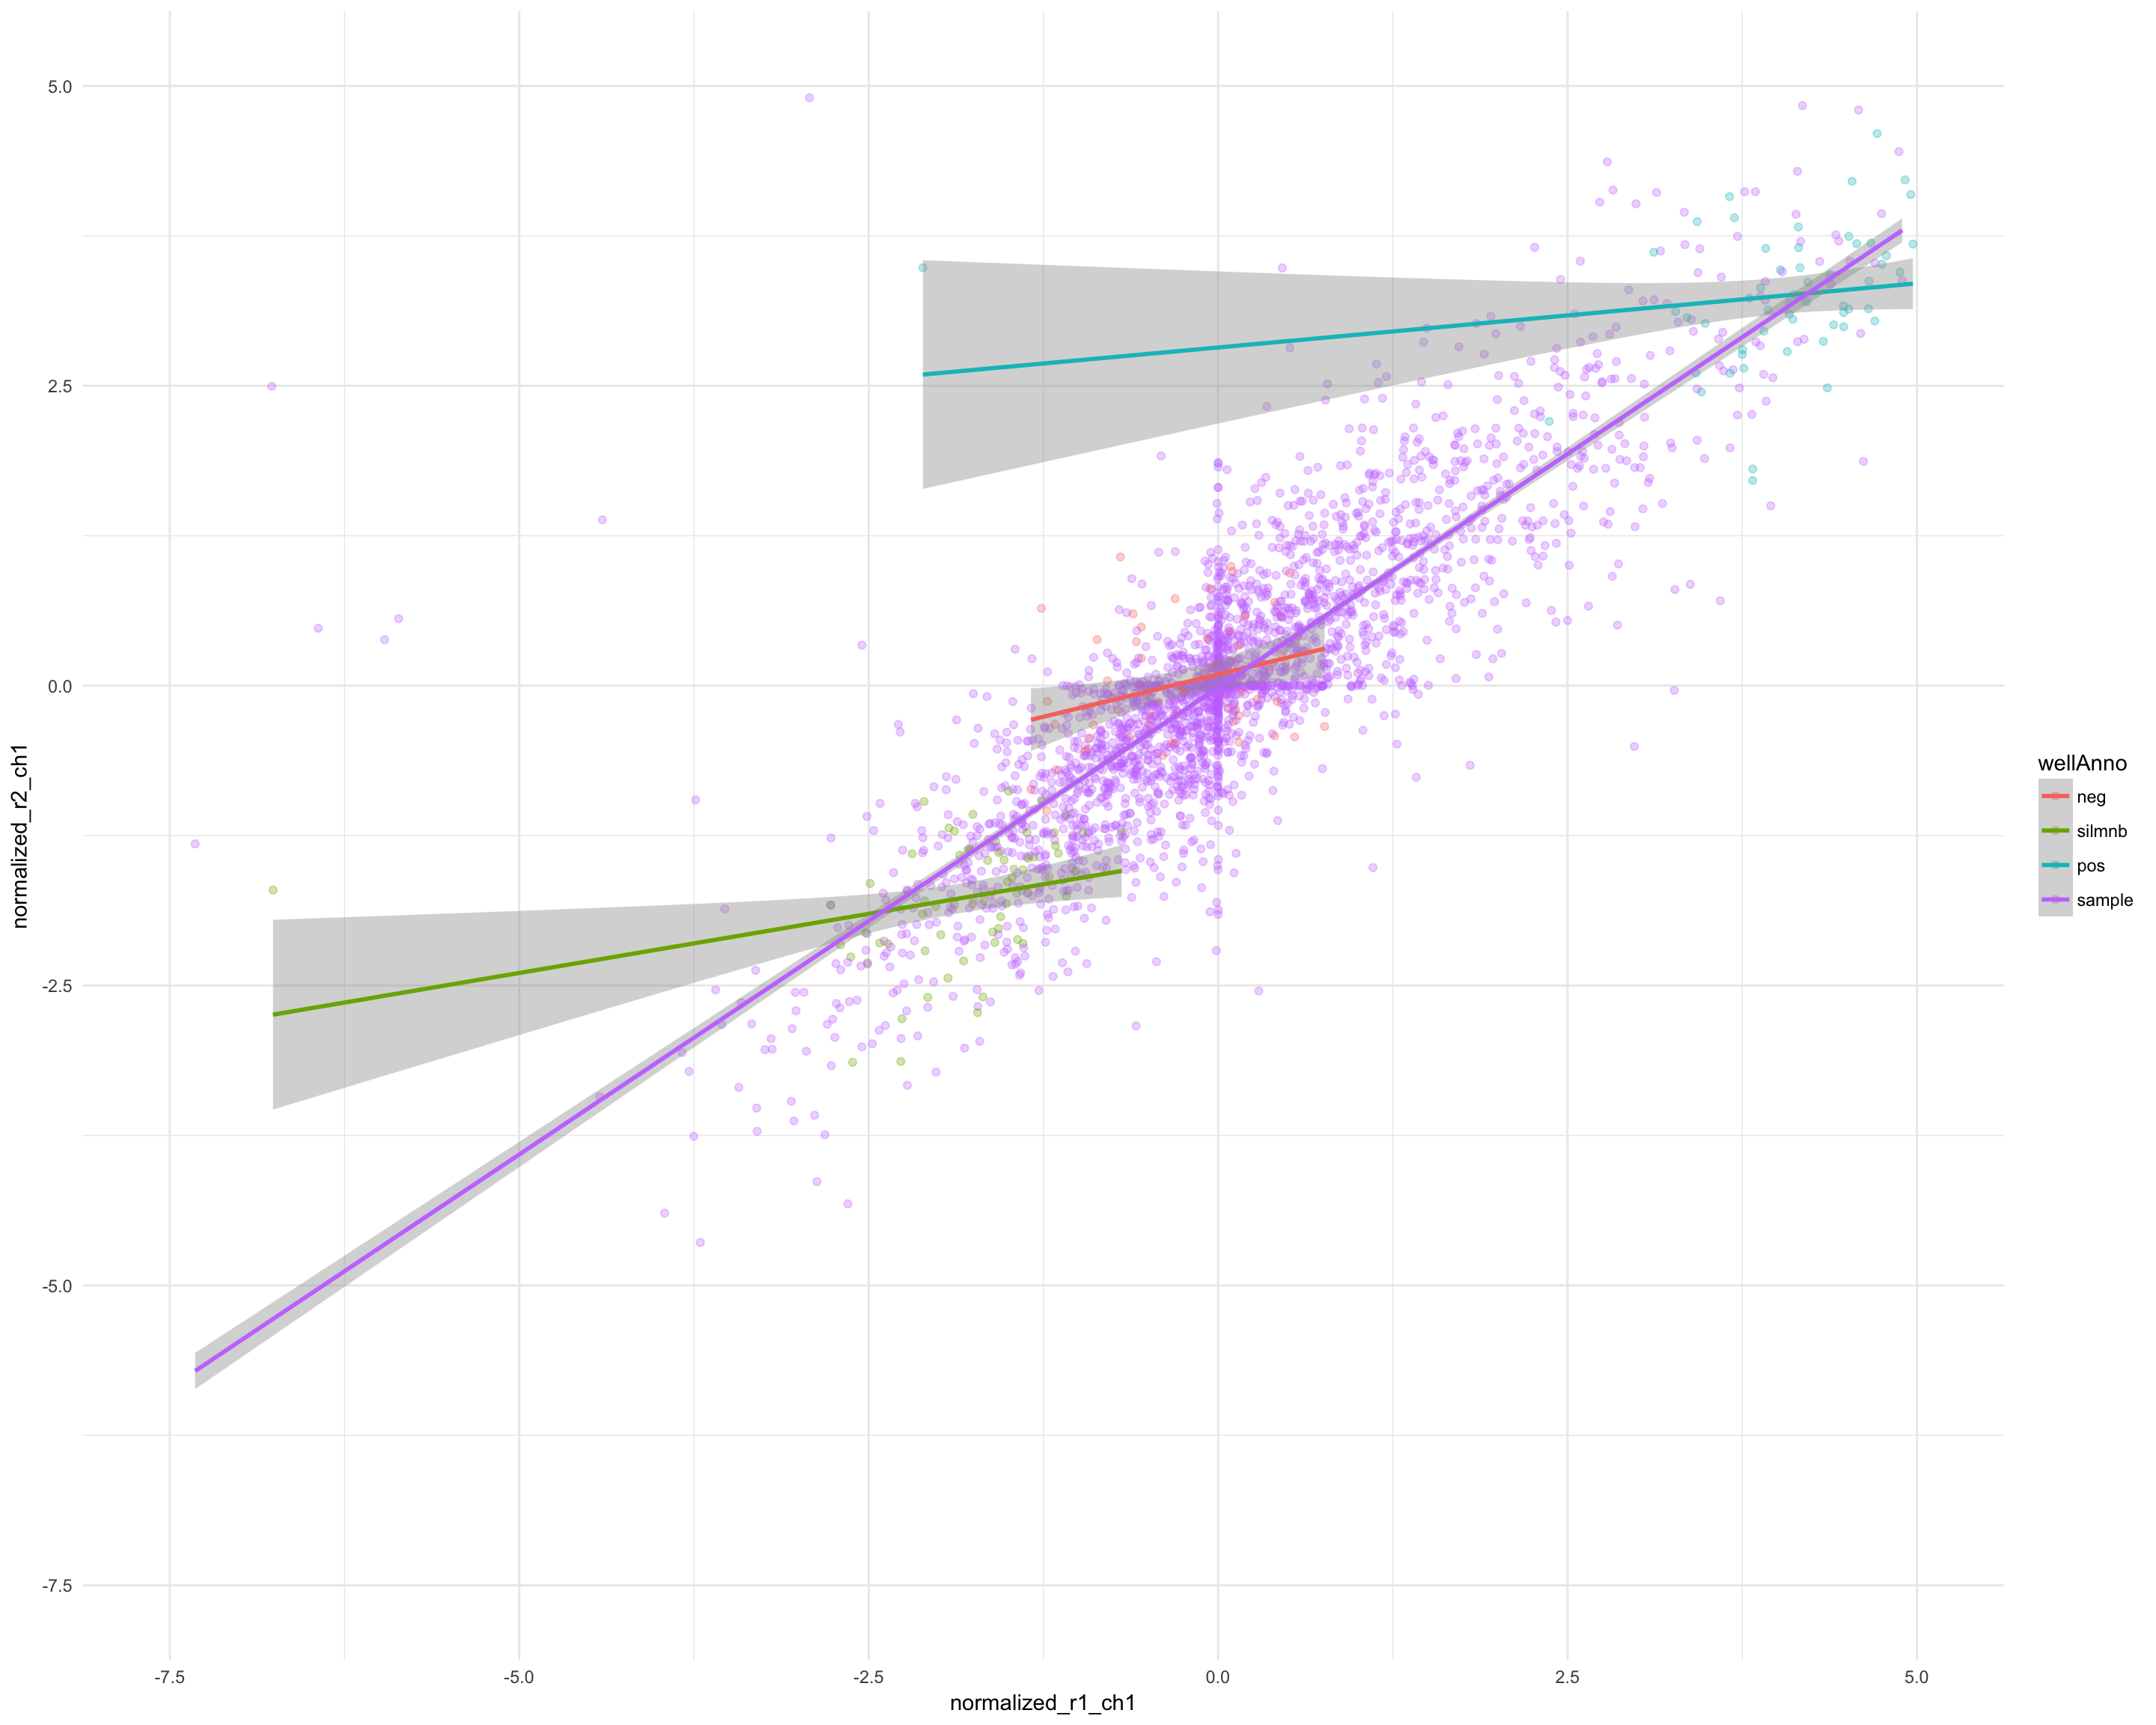 5.0
2.5
0.0
-2.5
-5.0
-7.5
normalized_r2_ch1
-7.5 -5.0 -2.5 0.0 2.5 5.0
normalized_r1_ch1
wellAnno
neg
silmnb
pos
sample